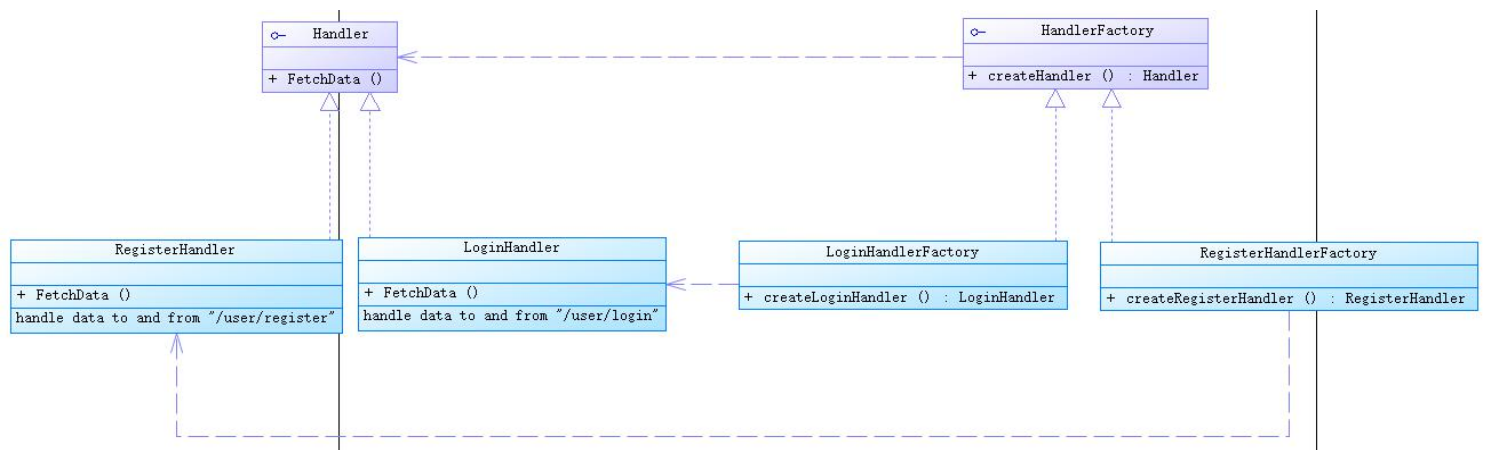 Handler
+ FetchData ()
HandlerFactory
+ createHandler () : Handler
RegisterHandler
+ FetchData ()
handle data to and from "/user/register"
LoginHandler
+ FetchData ()
handle data to and from "/user/login"
LoginHandlerFactory
+ createLoginHandler () : LoginHandler
RegisterHandlerFactory
+ createRegisterHandler () : RegisterHandler